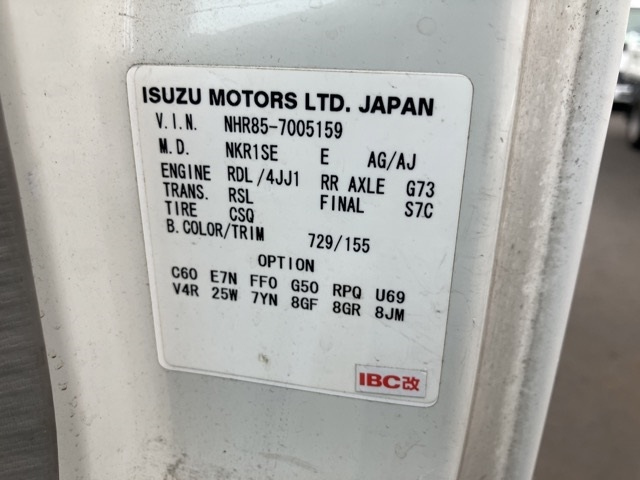 ISUZU MOTORS LTD. JAPAN
V.I.N. NHR85-7005159
M.D. NKR1SE E AG/AJ
ENGINE RDL/4JJ1 RR AXLE G73
TRANS. RSL FINAL S7C
TIRE CSQ
B.COLOR/TRIM 729/155
OPTION
C60 E7N FF0 G50 RPQ U69
V4R 25W 7YN 8GF 8GR 8JM
IBC改